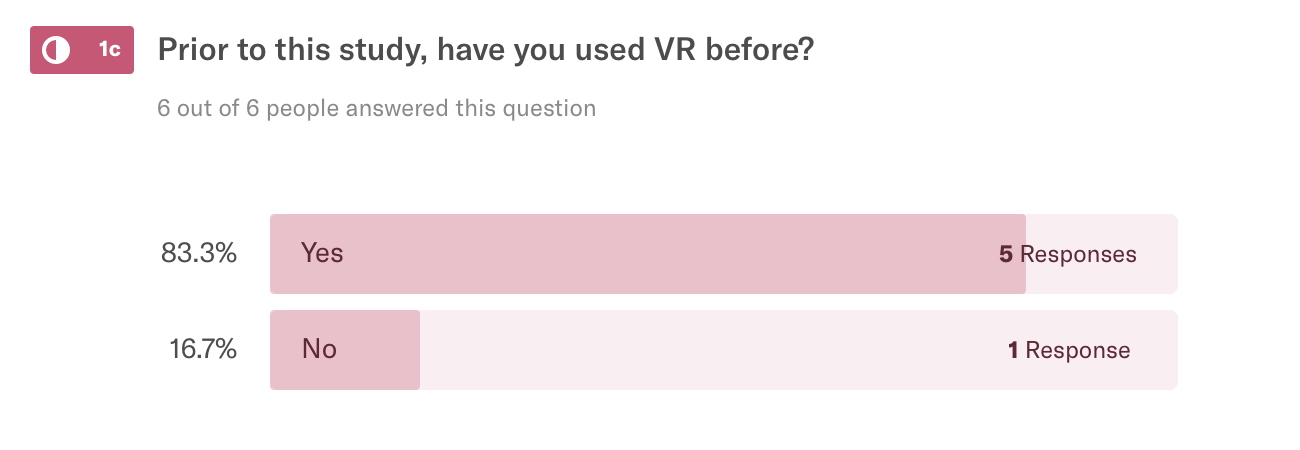 1c Prior to this study, have you used VR before?
6 out of 6 people answered this question
83.3% Yes 5 Responses
16.7% No 1 Response